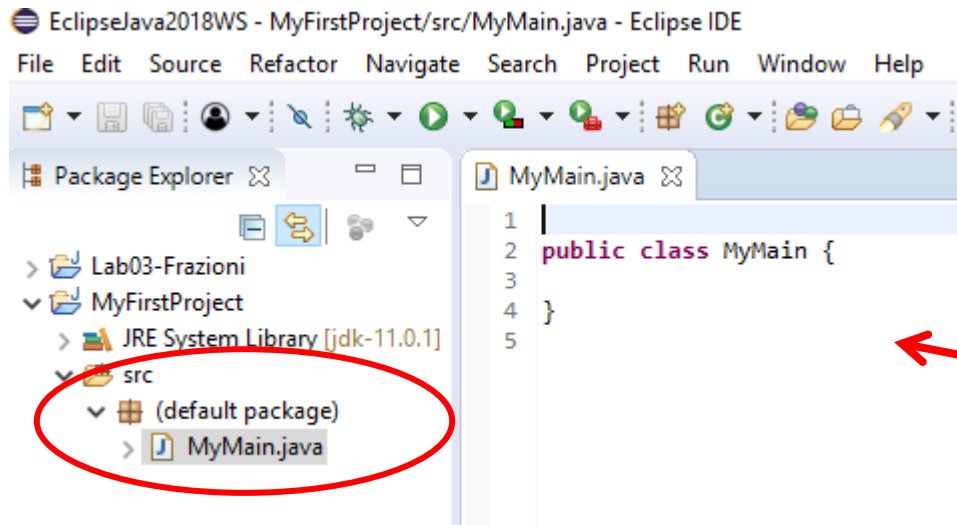 EclipseJava2018WS - MyFirstProject/src/MyMain.java - Eclipse IDE
File Edit Source Refactor Navigate Search Project Run Window Help
Package Explorer
Lab03-Frazioni
MyFirstProject
JRE System Library [jdk-11.0.1]
src
(default package)
MyMain.java
MyMain.java
1
2 public class MyMain {
3
4 }
5